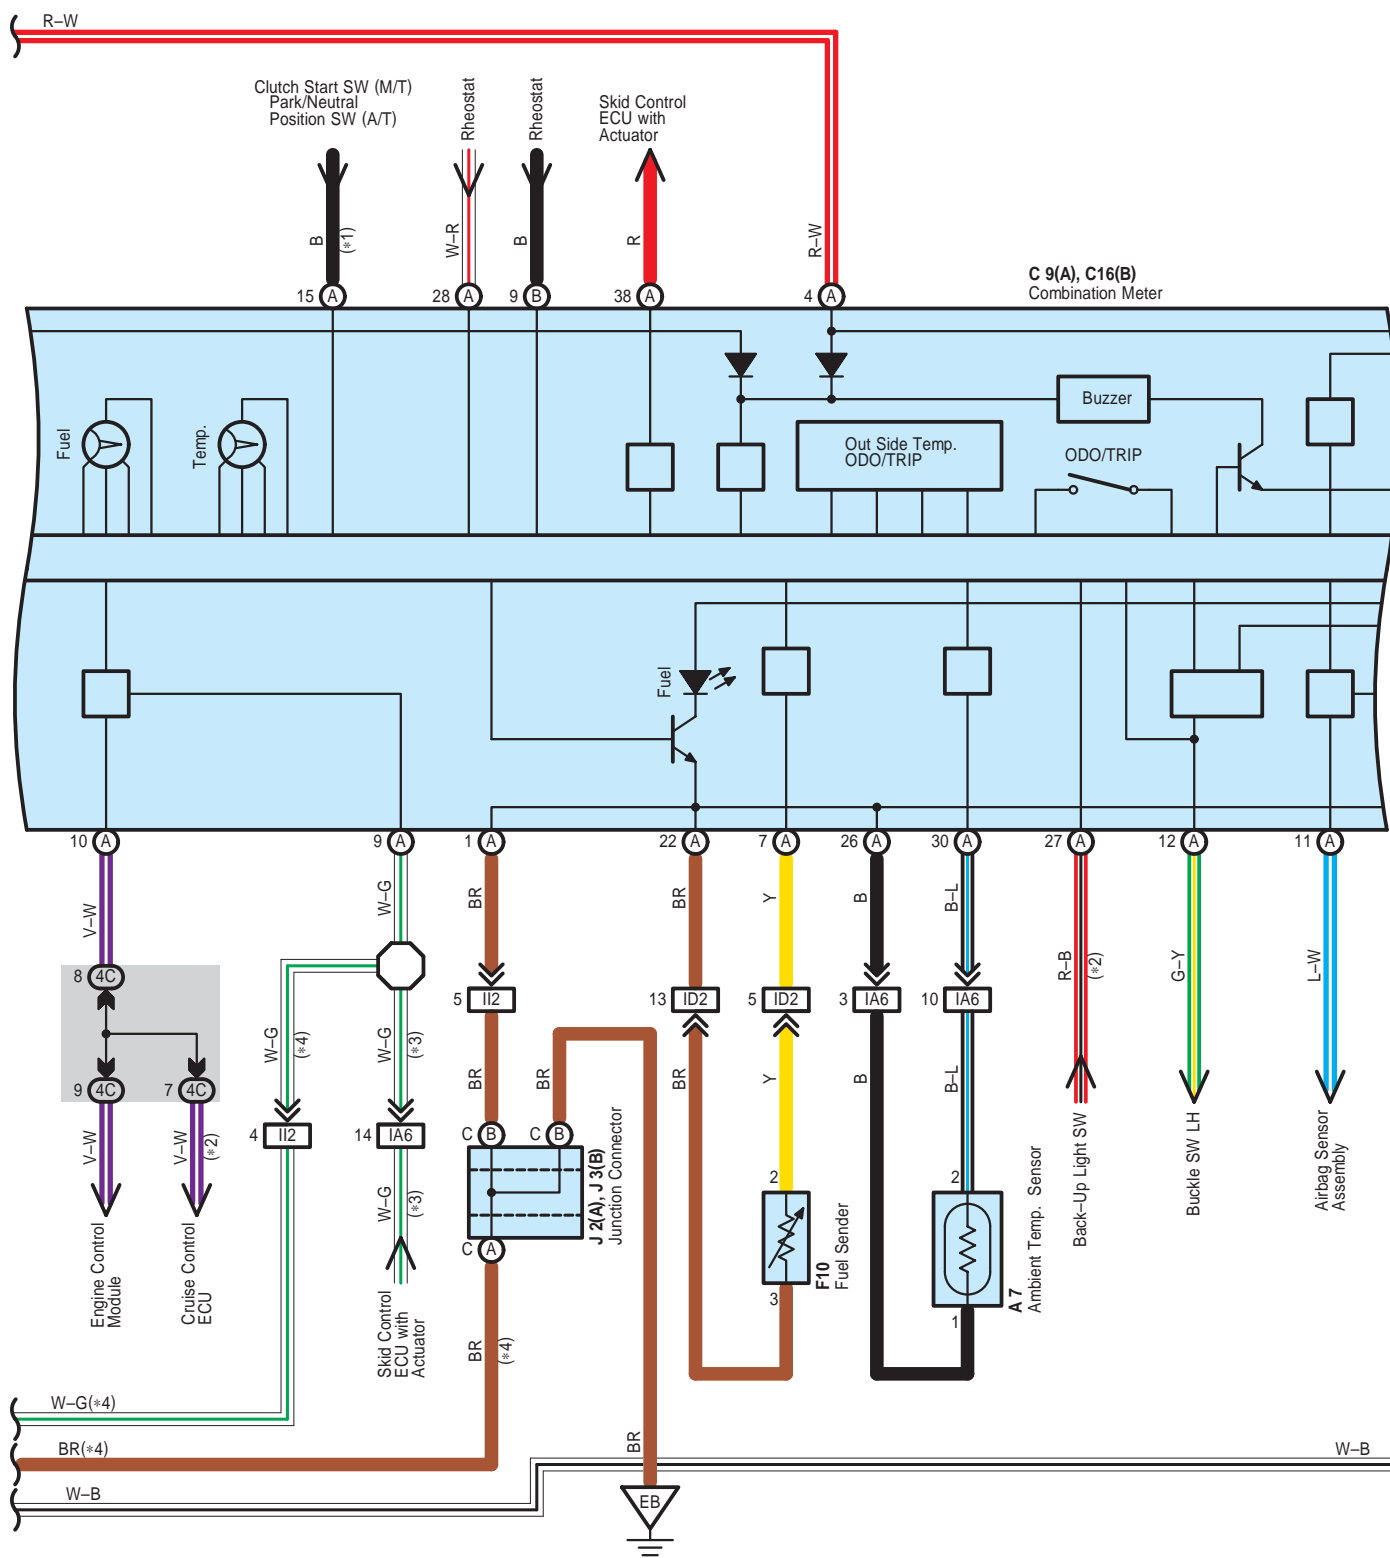 R–W
Clutch Start SW (M/T)
Park/Neutral
Position SW (A/T)
Rheostat
Rheostat
Skid Control
ECU with
Actuator
B
(*1)
W–R
B
R
R–W
C 9(A), C16(B)
Combination Meter
15 A
28 A
9 B
38 A
4 A
Fuel
Temp.
Buzzer
Out Side Temp.
ODO/TRIP
ODO/TRIP
Fuel
10 A
9 A
1 A
22 A
7 A
26 A
30 A
27 A
12 A
11 A
V–W
W–G
BR
BR
Y
B
B–L
R–B
(*2)
G–Y
L–W
8 4C
5 II2
13 ID2
5 ID2
3 IA6
10 IA6
W–G
(*4)
W–G
(*3)
BR
BR
BR
Y
B
B–L
9 4C
7 4C
V–W
V–W
(*2)
4 II2
14 IA6
C B
C B
J 2(A), J 3(B)
Junction Connector
W–G
(*3)
C A
2
F10
Fuel Sender
3
2
A 7
Ambient Temp. Sensor
1
Back–Up Light SW
Buckle SW LH
Airbag Sensor
Assembly
Engine Control
Module
Cruise Control
ECU
Skid Control
ECU with
Actuator
BR
(*4)
W–G(*4)
BR(*4)
BR
W–B
W–B
EB